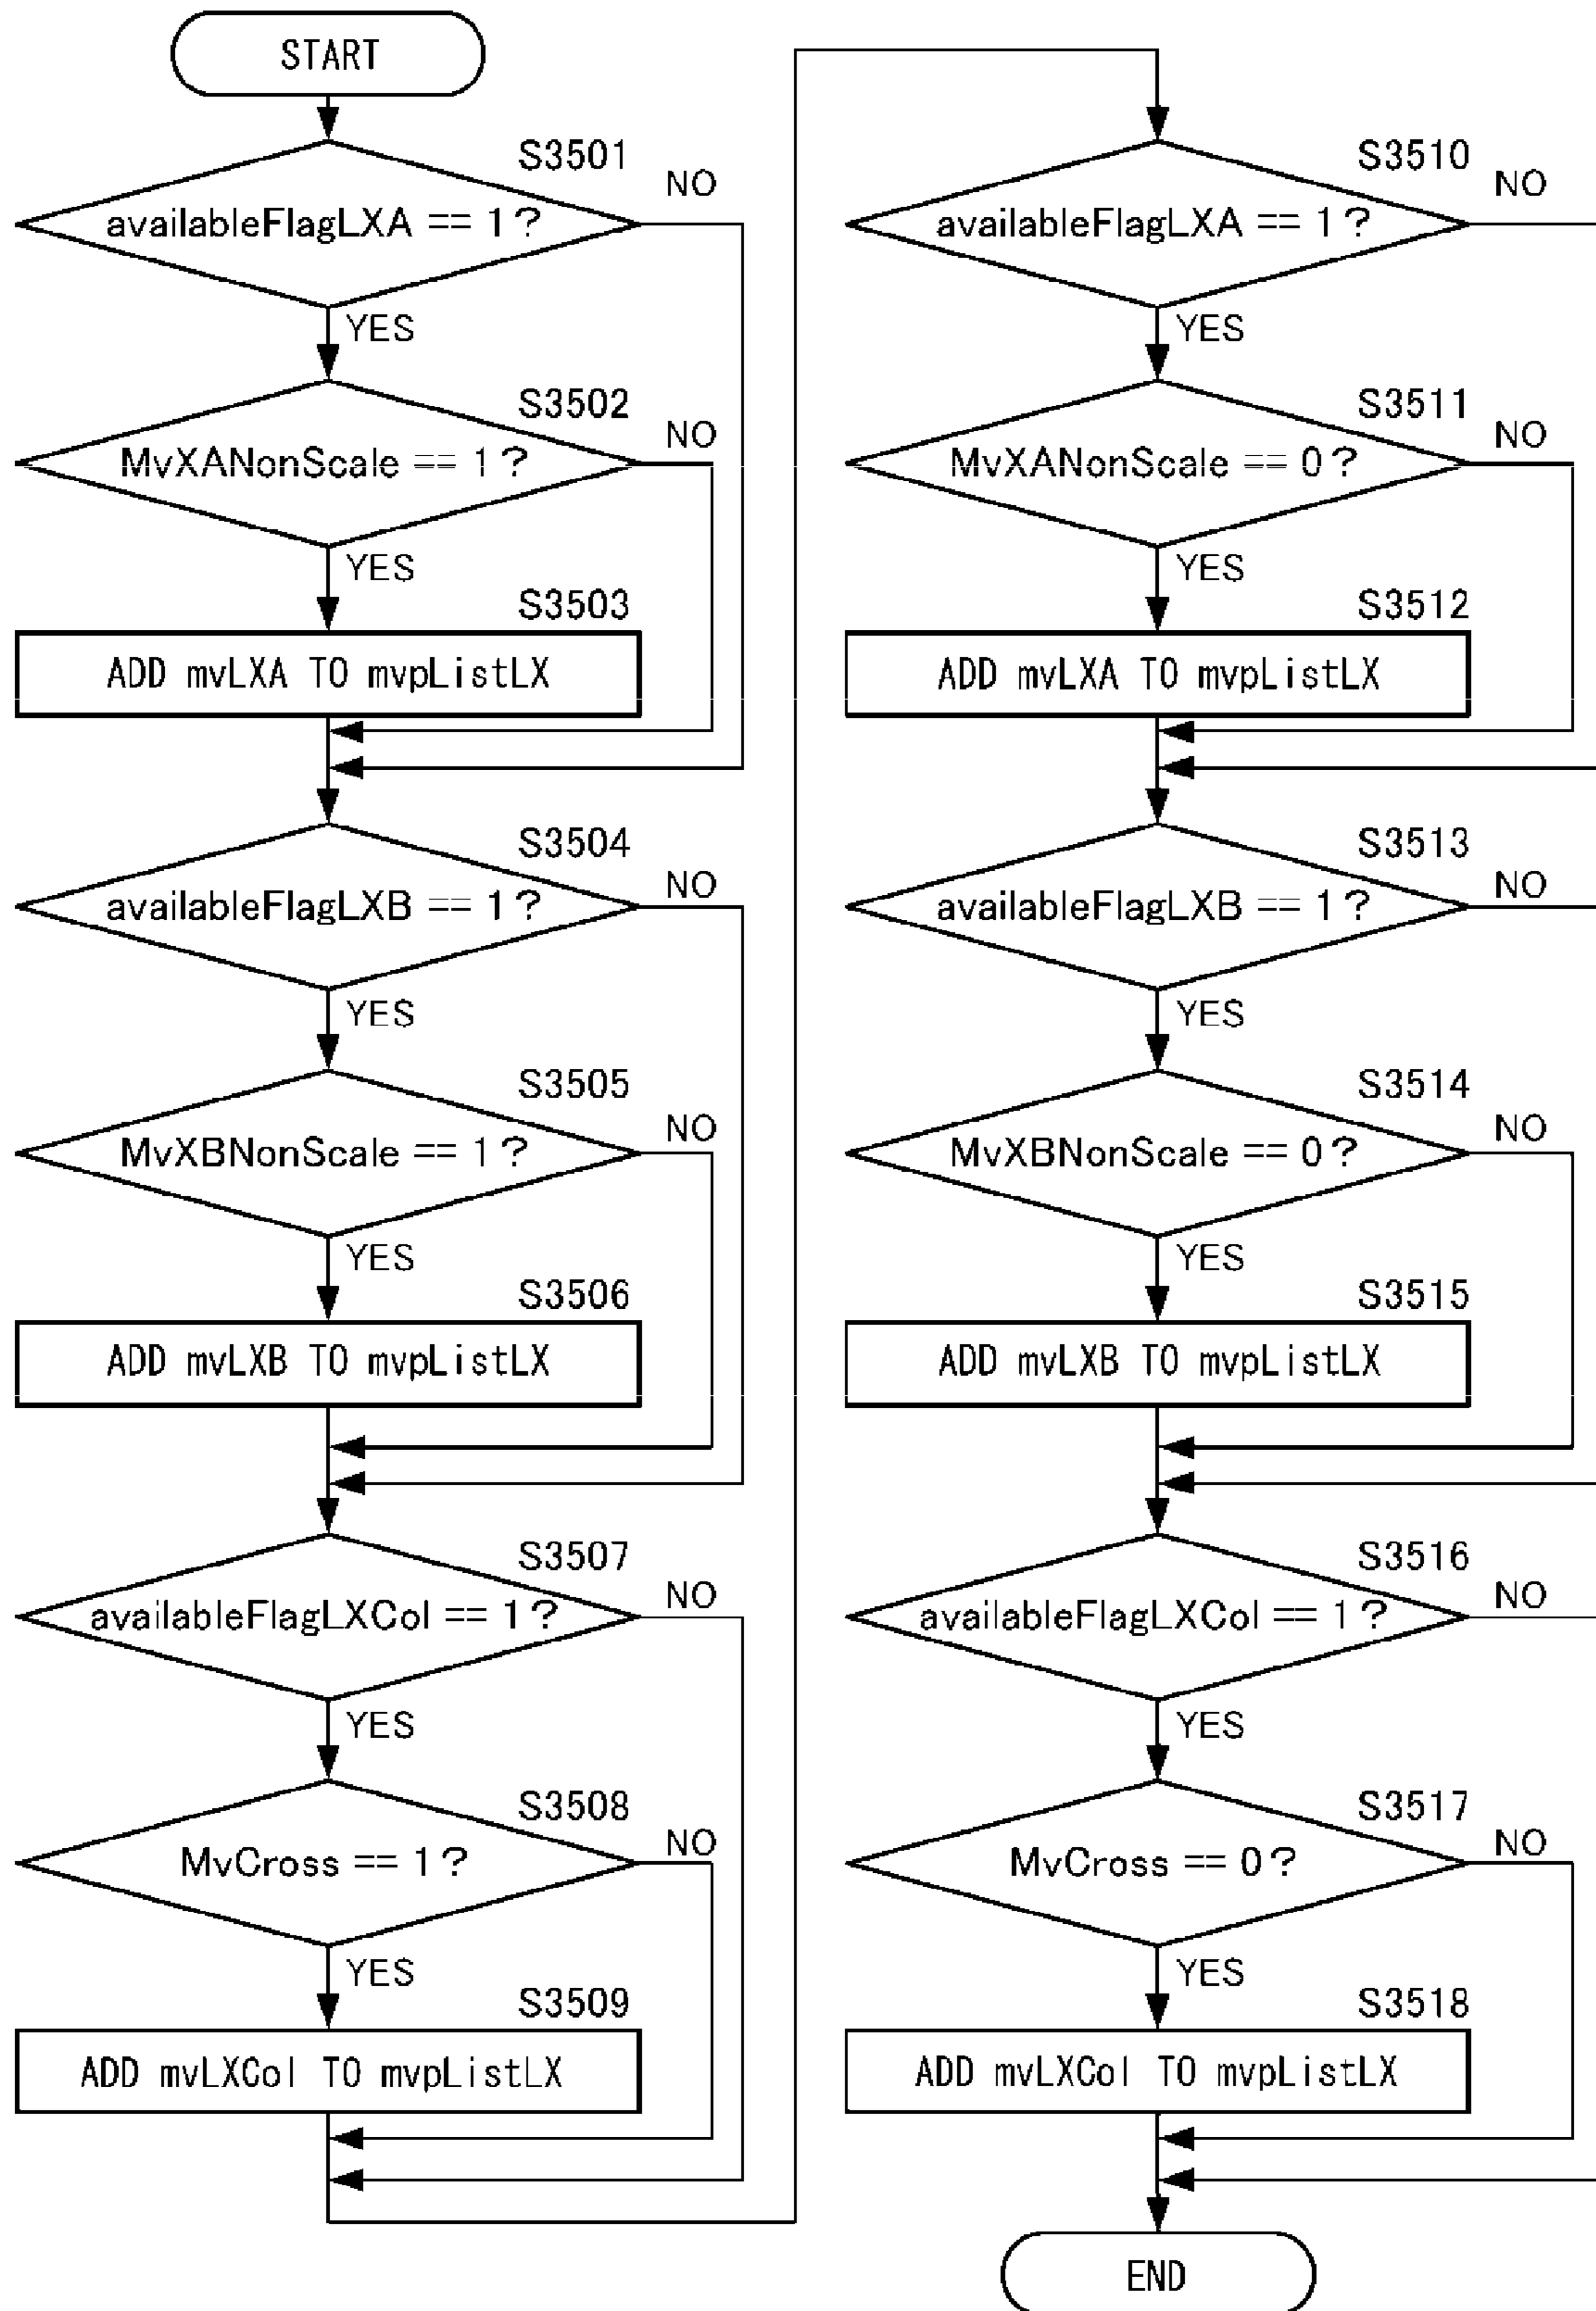 START
S3501
availableFlagLXA == 1?
NO
YES
S3502
MvXANonScale == 1?
NO
YES
S3503
ADD mvLXA TO mvpListLX
S3504
availableFlagLXB == 1?
NO
YES
S3505
MvXBNonScale == 1?
NO
YES
S3506
ADD mvLXB TO mvpListLX
S3507
availableFlagLXCol == 1?
NO
YES
S3508
MvCross == 1?
NO
YES
S3509
ADD mvLXCol TO mvpListLX
S3510
availableFlagLXA == 1?
NO
YES
S3511
MvXANonScale == 0?
NO
YES
S3512
ADD mvLXA TO mvpListLX
S3513
availableFlagLXB == 1?
NO
YES
S3514
MvXBNonScale == 0?
NO
YES
S3515
ADD mvLXB TO mvpListLX
S3516
availableFlagLXCol == 1?
NO
YES
S3517
MvCross == 0?
NO
YES
S3518
ADD mvLXCol TO mvpListLX
END